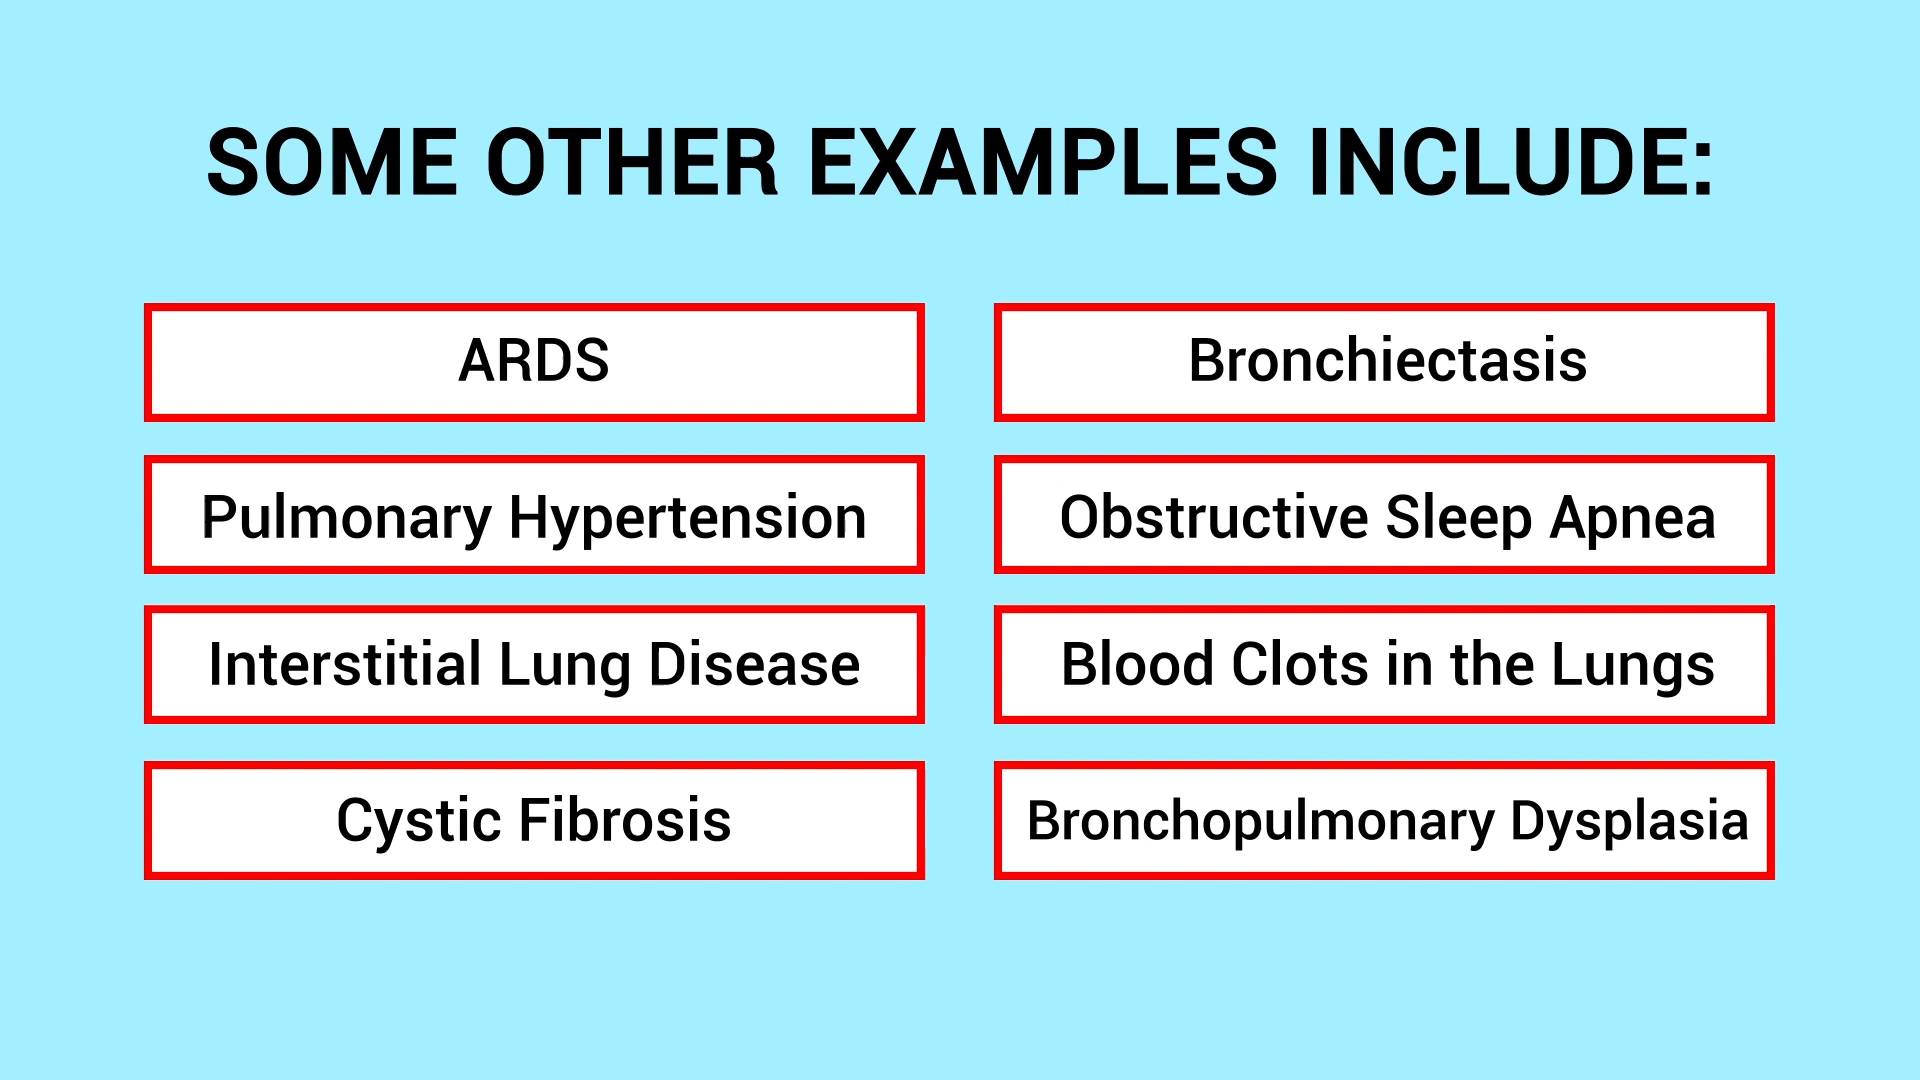 SOME OTHER EXAMPLES INCLUDE:
ARDS
Bronchiectasis
Pulmonary Hypertension
Obstructive Sleep Apnea
Interstitial Lung Disease
Blood Clots in the Lungs
Cystic Fibrosis
Bronchopulmonary Dysplasia